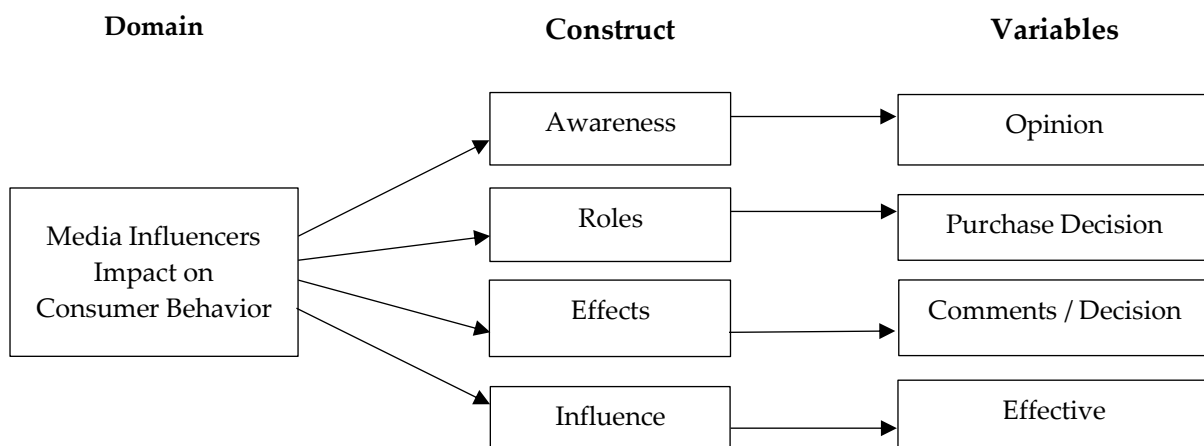 Domain
Construct
Variables
Awareness
Opinion
Media Influencers
Impact on
Consumer Behavior
Roles
Purchase Decision
Effects
Comments / Decision
Influence
Effective